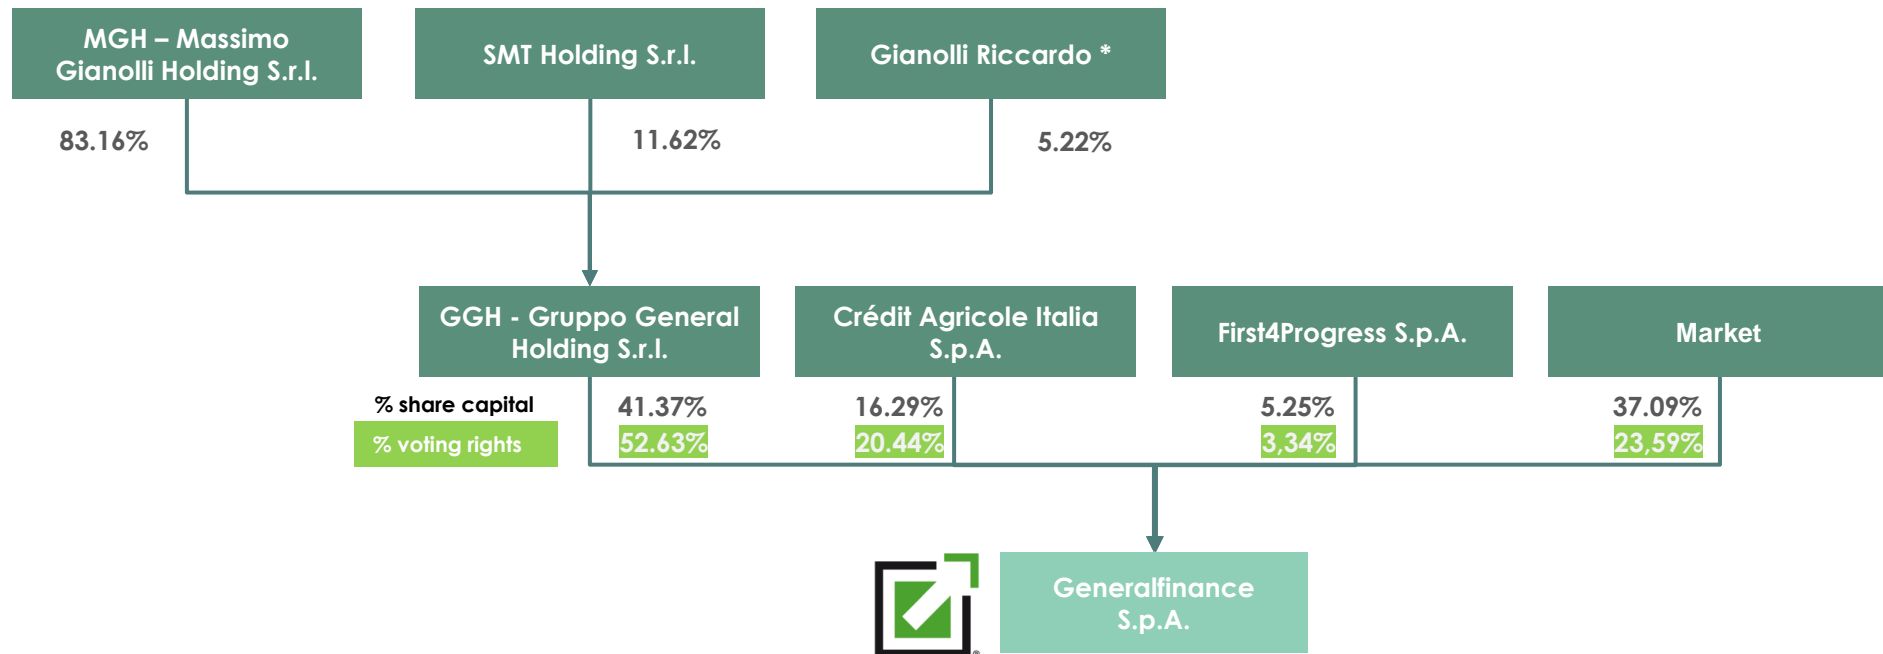 MGH – Massimo
Gianolli Holding S.r.l.
SMT Holding S.r.l.
Gianolli Riccardo *
83.16%
11.62%
5.22%
GGH - Gruppo General
Holding S.r.l.
Crédit Agricole Italia
S.p.A.
First4Progress S.p.A.
Market
% share capital
41.37%
16.29%
5.25%
37.09%
% voting rights
52.63%
20.44%
3,34%
23,59%
Generalfinance
S.p.A.
®